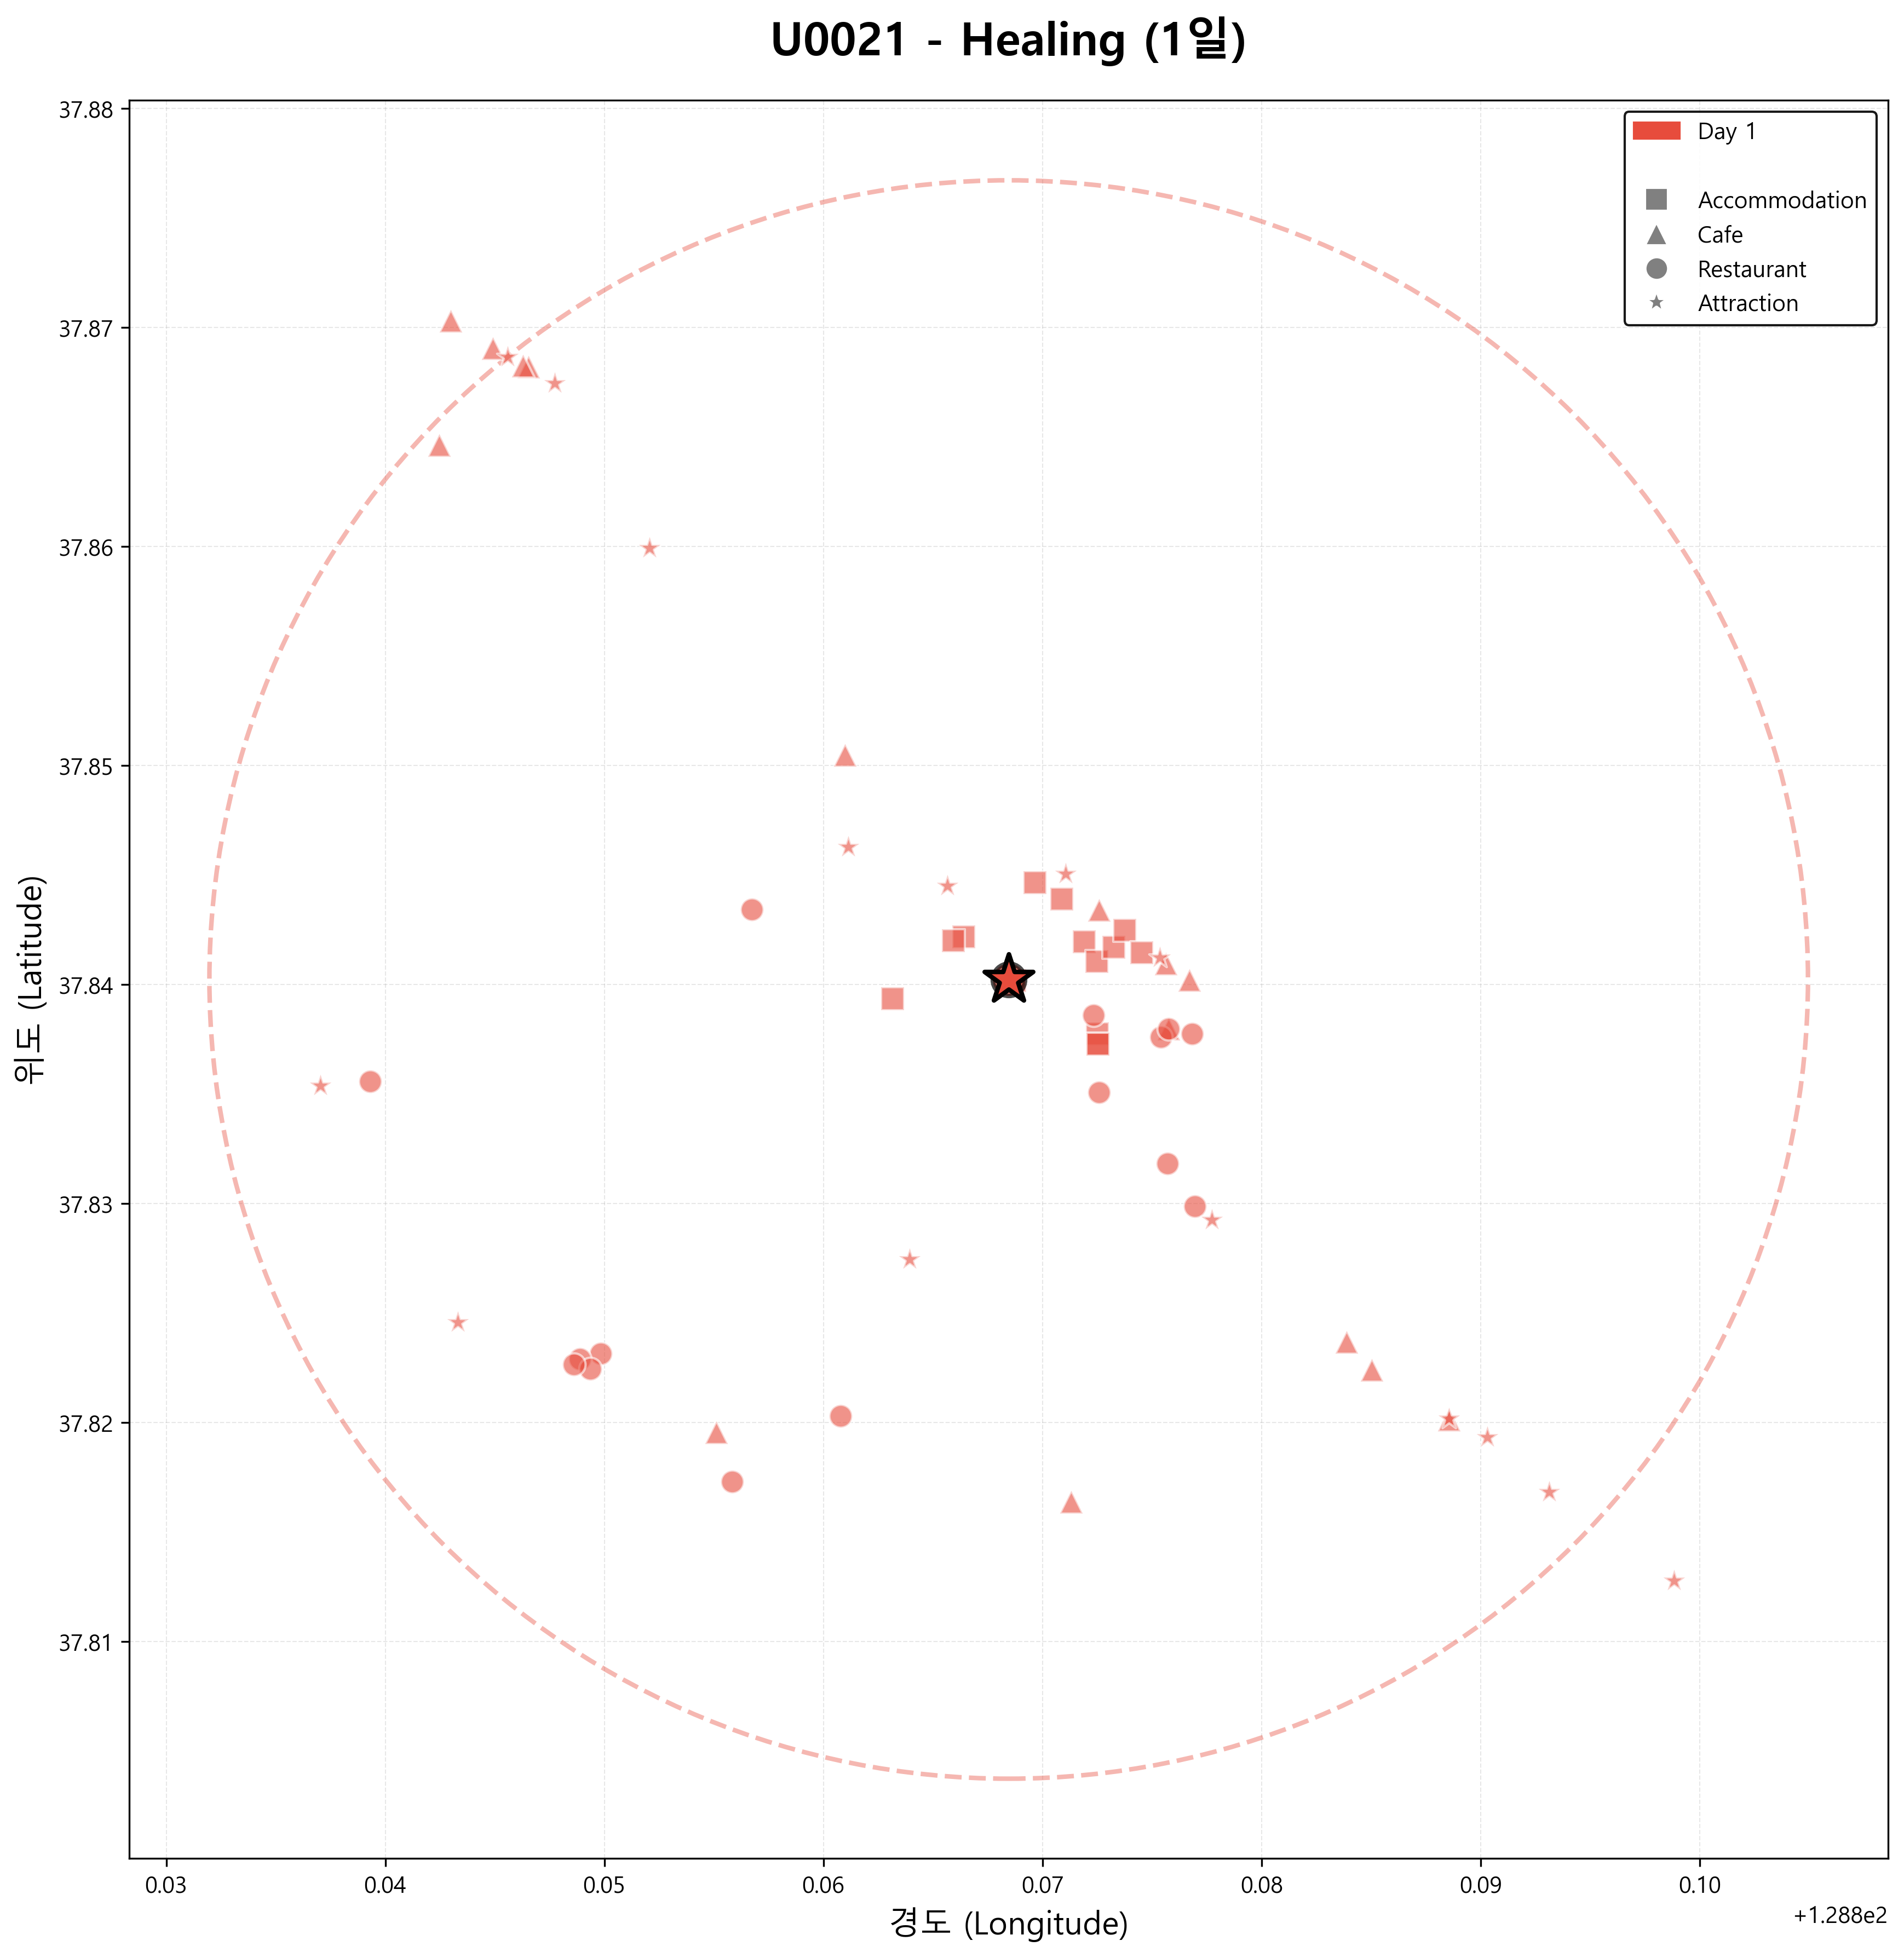 U0021 - Healing (1일)
Day 1
Accommodation
Cafe
Restaurant
Attraction
위도 (Latitude)
37.88
37.87
37.86
37.85
37.84
37.83
37.82
37.81
0.03 0.04 0.05 0.06 0.07 0.08 0.09 0.10
+1.288e2
경도 (Longitude)